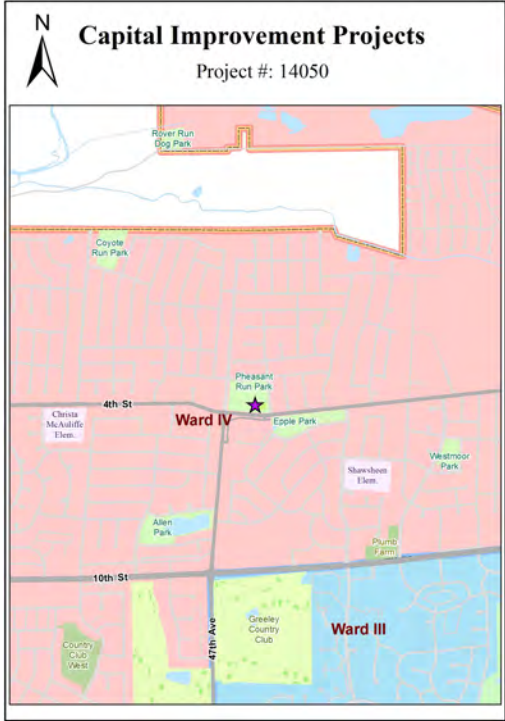 N
Capital Improvement Projects
Project #: 14050
Rover Run
Dog Park
Coyote
Run Park
Pheasant
Run Park
4th St
Ward IV
Epple Park
Christa
McAuliffe
Elem.
Westmoor
Park
Shawsheen
Elem.
Allen
Park
Plumb
Farm
10th St
47th Ave
Greeley
Country
Club
Ward III
Country
Club
West